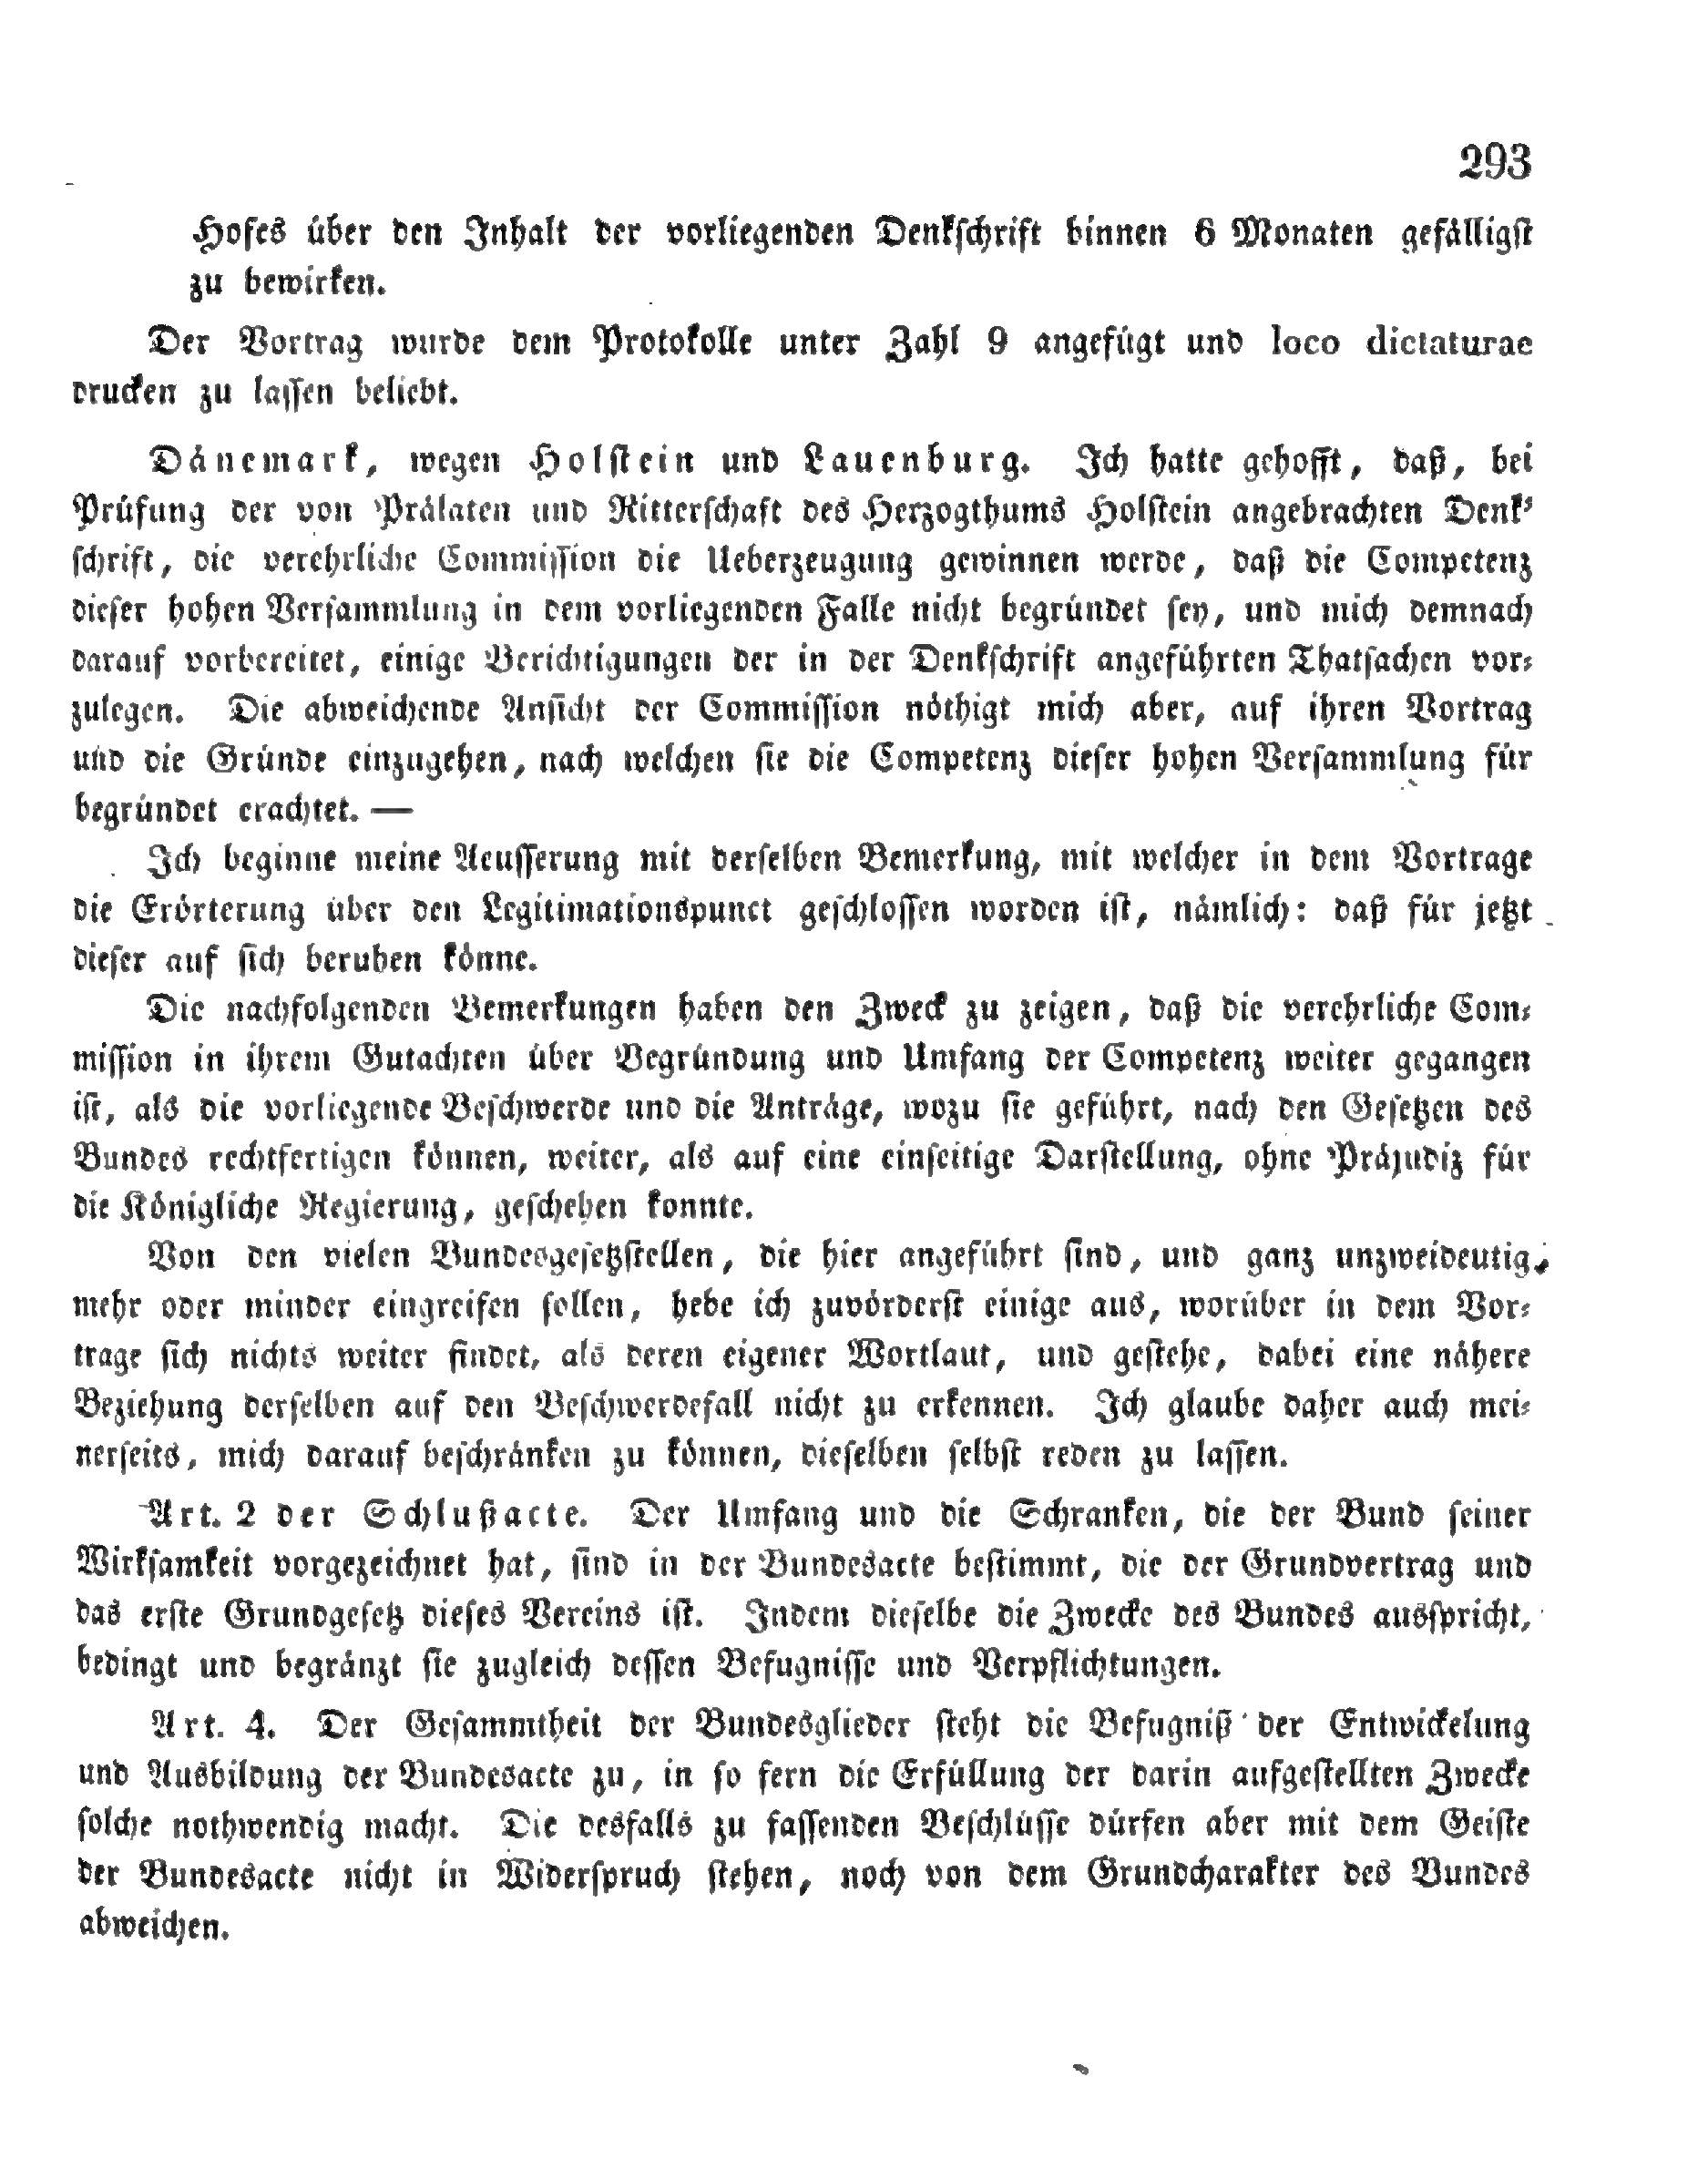 293
Hofes über den Inhalt der vorliegenden Denkschrift binnen 6 Monaten gefälligst
zu bewirken.
Der Vortrag wurde dem Protokolle unter Zahl 9 angefügt und loco dictaturae
drucken zu lassen beliebt.
Dänemark, wegen Holstein und Lauenburg. Ich hatte gehofft, daß, bei
Prüfung der von Prälaten und Ritterschaft des Herzogthums Holstein angebrachten Denk-
schrift, die verehrliche Commission die Ueberzeugung gewinnen werde, daß die Competenz
dieser hohen Versammlung in dem vorliegenden Falle nicht begründet sey, und mich demnach
darauf vorbereitet, einige Berichtigungen der in der Denkschrift angeführten Thatsachen vor-
zulegen. Die abweichende Ansicht der Commission nöthigt mich aber, auf ihren Vortrag
und die Gründe einzugehen, nach welchen sie die Competenz dieser hohen Versammlung für
begründet erachtet. —
Ich beginne meine Aeusserung mit derselben Bemerkung, mit welcher in dem Vortrage
die Erörterung über den Legitimationspunct geschlossen worden ist, nämlich: daß für jetzt
dieser auf sich beruhen könne.
Die nachfolgenden Bemerkungen haben den Zweck zu zeigen, daß die verehrliche Com-
mission in ihrem Gutachten über Begründung und Umfang der Competenz weiter gegangen
ist, als die vorliegende Beschwerde und die Anträge, wozu sie geführt, nach den Gesetzen des
Bundes rechtfertigen können, weiter, als auf eine einseitige Darstellung, ohne Präjudiz für
die Königliche Regierung, geschehen konnte.
Von den vielen Bundesgesetzstellen, die hier angeführt sind, und ganz unzweideutig,
mehr oder minder eingreifen sollen, hebe ich zuvörderst einige aus, worüber in dem Vor-
trage sich nichts weiter findet, als deren eigener Wortlaut, und gestehe, dabei eine nähere
Beziehung derselben auf den Beschwerdefall nicht zu erkennen. Ich glaube daher auch mei-
nerseits, mich darauf beschränken zu können, dieselben selbst reden zu lassen.
Art. 2 der Schlußacte. Der Umfang und die Schranken, die der Bund seiner
Wirksamkeit vorgezeichnet hat, sind in der Bundesacte bestimmt, die der Grundvertrag und
das erste Grundgesetz dieses Vereins ist. Indem dieselbe die Zwecke des Bundes ausspricht,
bedingt und begränzt sie zugleich dessen Befugnisse und Verpflichtungen.
Art. 4. Der Gesammtheit der Bundesglieder steht die Befugniß der Entwickelung
und Ausbildung der Bundesacte zu, in so fern die Erfüllung der darin aufgestellten Zwecke
solche nothwendig macht. Die desfalls zu fassenden Beschlüsse dürfen aber mit dem Geiste
der Bundesacte nicht in Widerspruch stehen, noch von dem Grundcharakter des Bundes
abweichen.